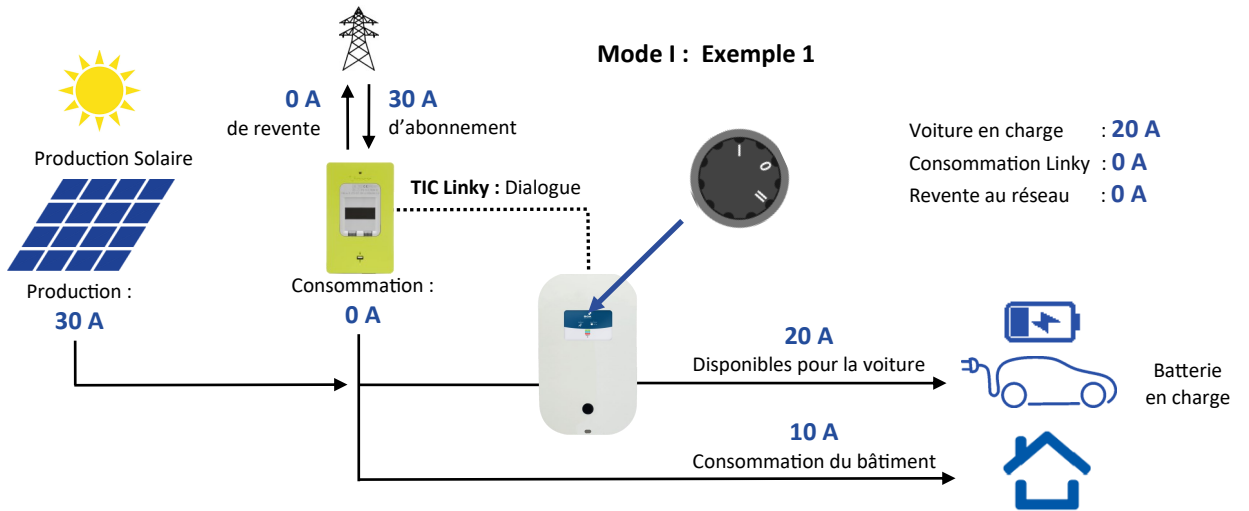 Mode I : Exemple 1
0 A
de revente
30 A
d'abonnement
Production Solaire
TIC Linky : Dialogue
I
O
II
Voiture en charge : 20 A
Consommation Linky : 0 A
Revente au réseau : 0 A
Production :
30 A
Consommation :
0 A
20 A
Disponibles pour la voiture
Batterie
en charge
10 A
Consommation du bâtiment